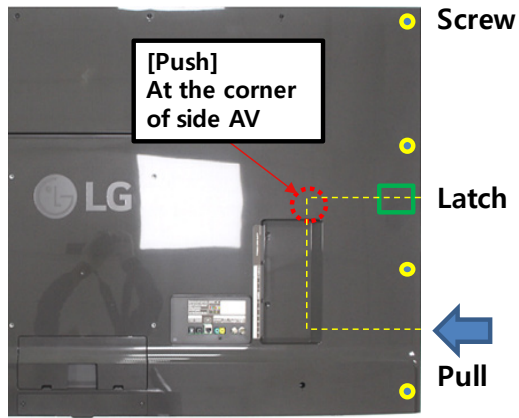 Screw
[Push]
At the corner
of side AV
LG
Latch
Pull